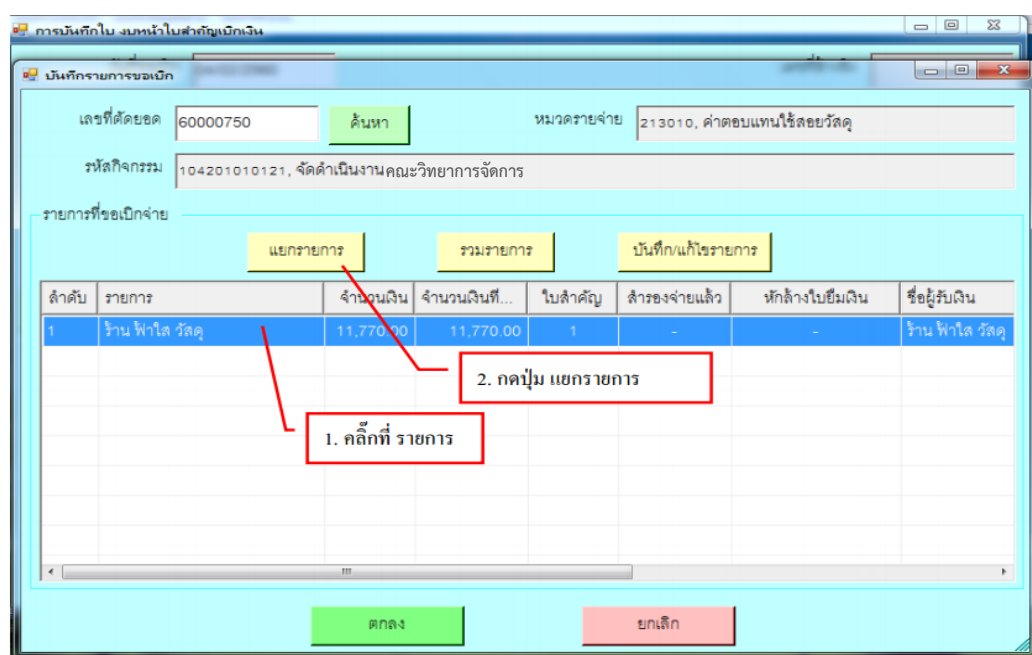 การบันทึกใบ งบหน้าใบสำคัญเบิกเงิน
บันทึกรายการขอเบิก
เลขที่ตัดยอด 60000750 ค้นหา หมวดรายจ่าย 213010, ค่าตอบแทนใช้สอยวัสดุ
รหัสกิจกรรม 104201010121, จัดดำเนินงานคณะวิทยาการจัดการ
รายการที่ขอเบิกจ่าย
แยกรายการ รวมรายการ บันทึก/แก้ไขรายการ
ลำดับ รายการ จำนวนเงิน จำนวนเงินที่... ใบสำคัญ สำรองจ่ายแล้ว หักล้างใบยืมเงิน ชื่อผู้รับเงิน
1 ร้าน ฟ้าใส วัสดุ 11,770.00 11,770.00 1 - - ร้าน ฟ้าใส วัสดุ
2. กดปุ่ม แยกรายการ
1. คลิ๊กที่ รายการ
ตกลง ยกเลิก